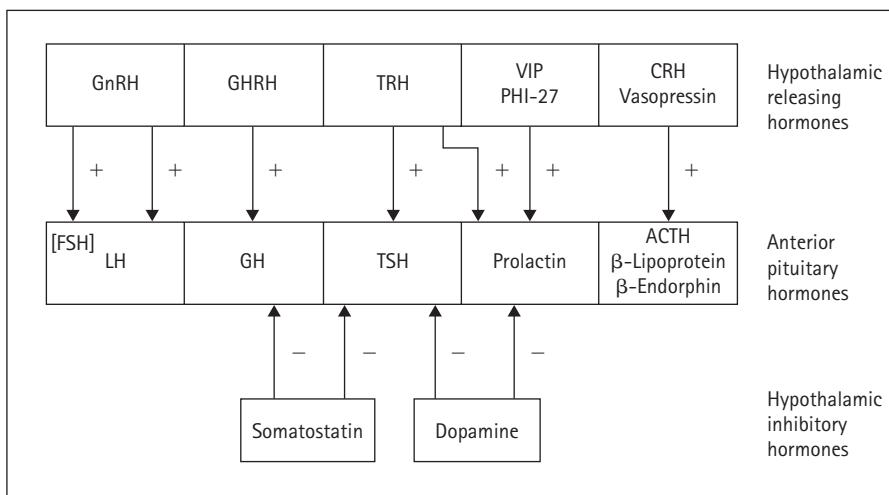 GnRH
GHRH
TRH
VIP
PHI-27
CRH
Vasopressin
Hypothalamic
releasing
hormones
+ + + + + + +
[FSH]
LH
GH
TSH
Prolactin
ACTH
β-Lipoprotein
β-Endorphin
Anterior
pituitary
hormones
– – – –
Somatostatin
Dopamine
Hypothalamic
inhibitory
hormones